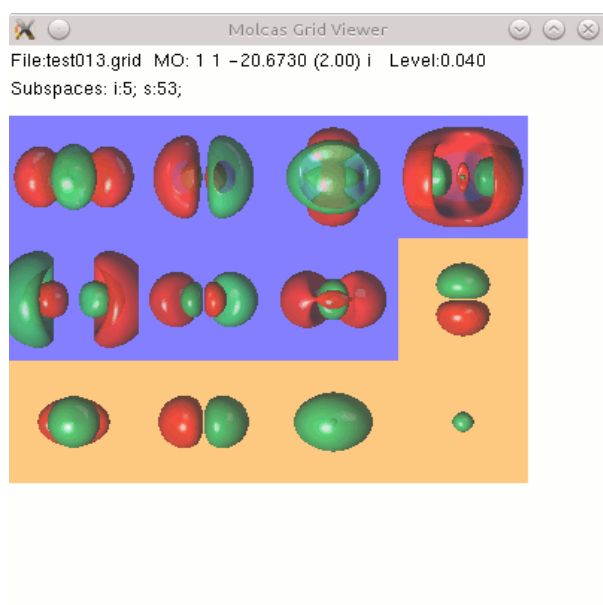 Molcas Grid Viewer
File:test013.grid MO: 1 1 −20.6730 (2.00) i Level:0.040
Subspaces: i:5; s:53;